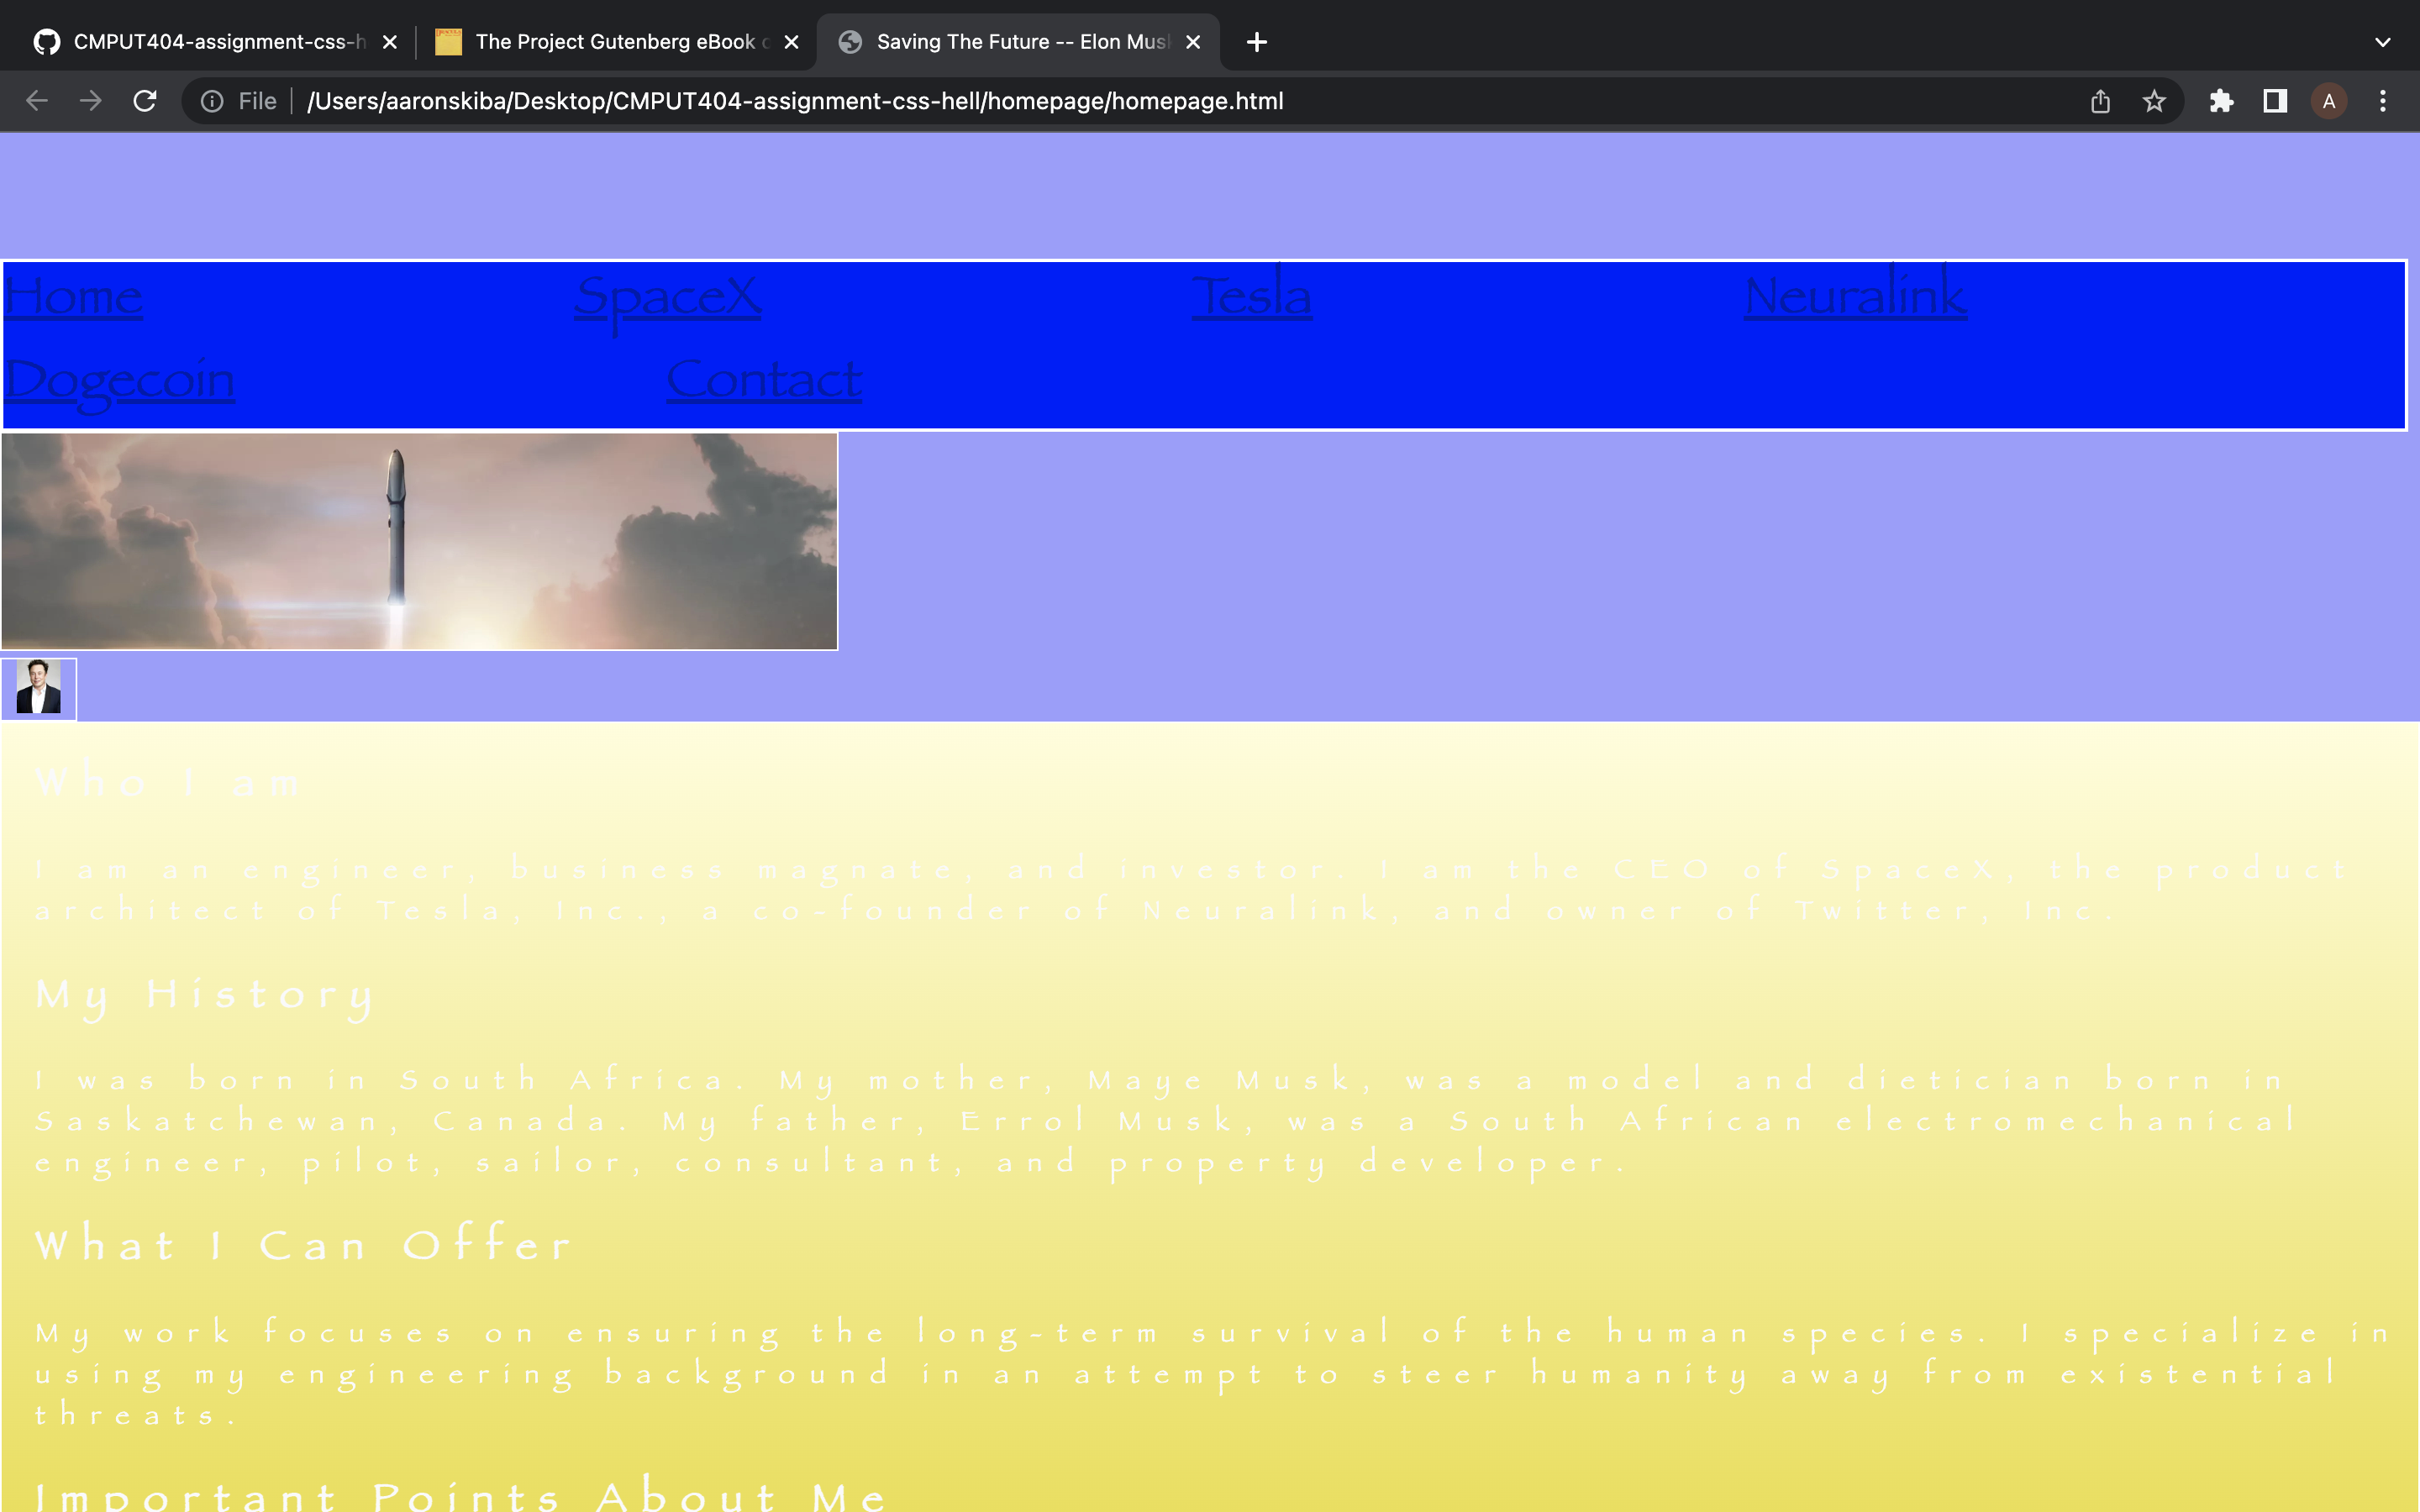 CMPUT404-assignment-css-h
The Project Gutenberg eBook o
Saving The Future -- Elon Mus
File
/Users/aaronskiba/Desktop/CMPUT404-assignment-css-hell/homepage/homepage.html
A
Home SpaceX Tesla Neuralink
Dogecoin Contact
Who I am
I am an engineer, business magnate, and investor. I am the CEO of SpaceX, the product
architect of Tesla, Inc., a co-founder of Neuralink, and owner of Twitter, Inc.
My History
I was born in South Africa. My mother, Maye Musk, was a model and dietician born in
Saskatchewan, Canada. My father, Errol Musk, was a South African electromechanical
engineer, pilot, sailor, consultant, and property developer.
What I Can Offer
My work focuses on ensuring the long-term survival of the human species. I specialize in
using my engineering background in an attempt to steer humanity away from existential
threats.
Important Points About Me